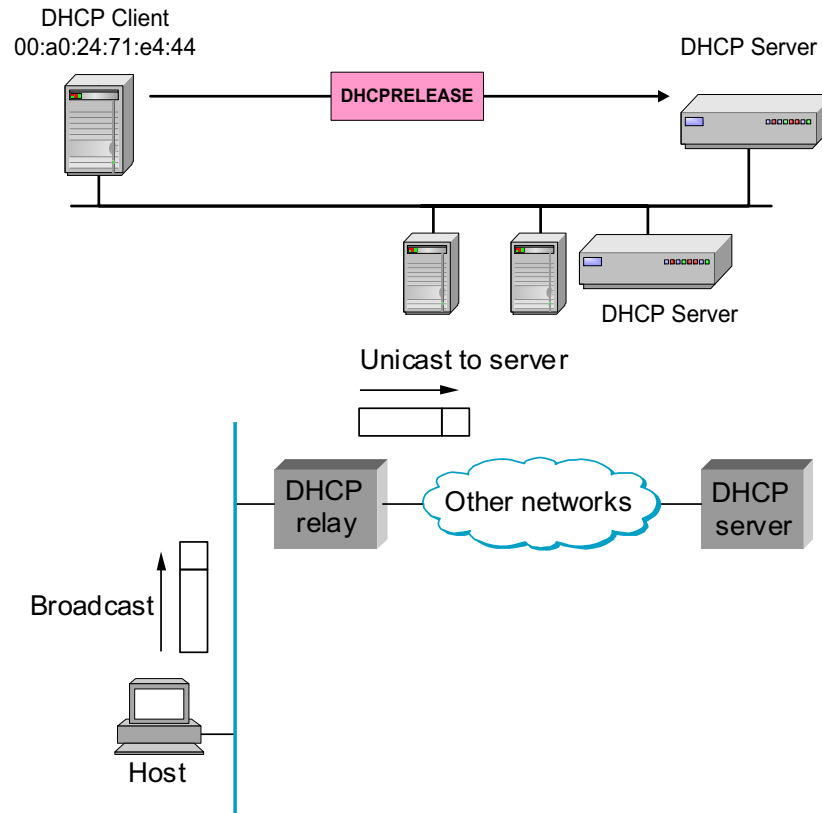 DHCP Client
00:a0:24:71:e4:44
DHCP Server
DHCPRELEASE
DHCP Server
Unicast to server
DHCP
relay
Other networks
DHCP
server
Broadcast
Host